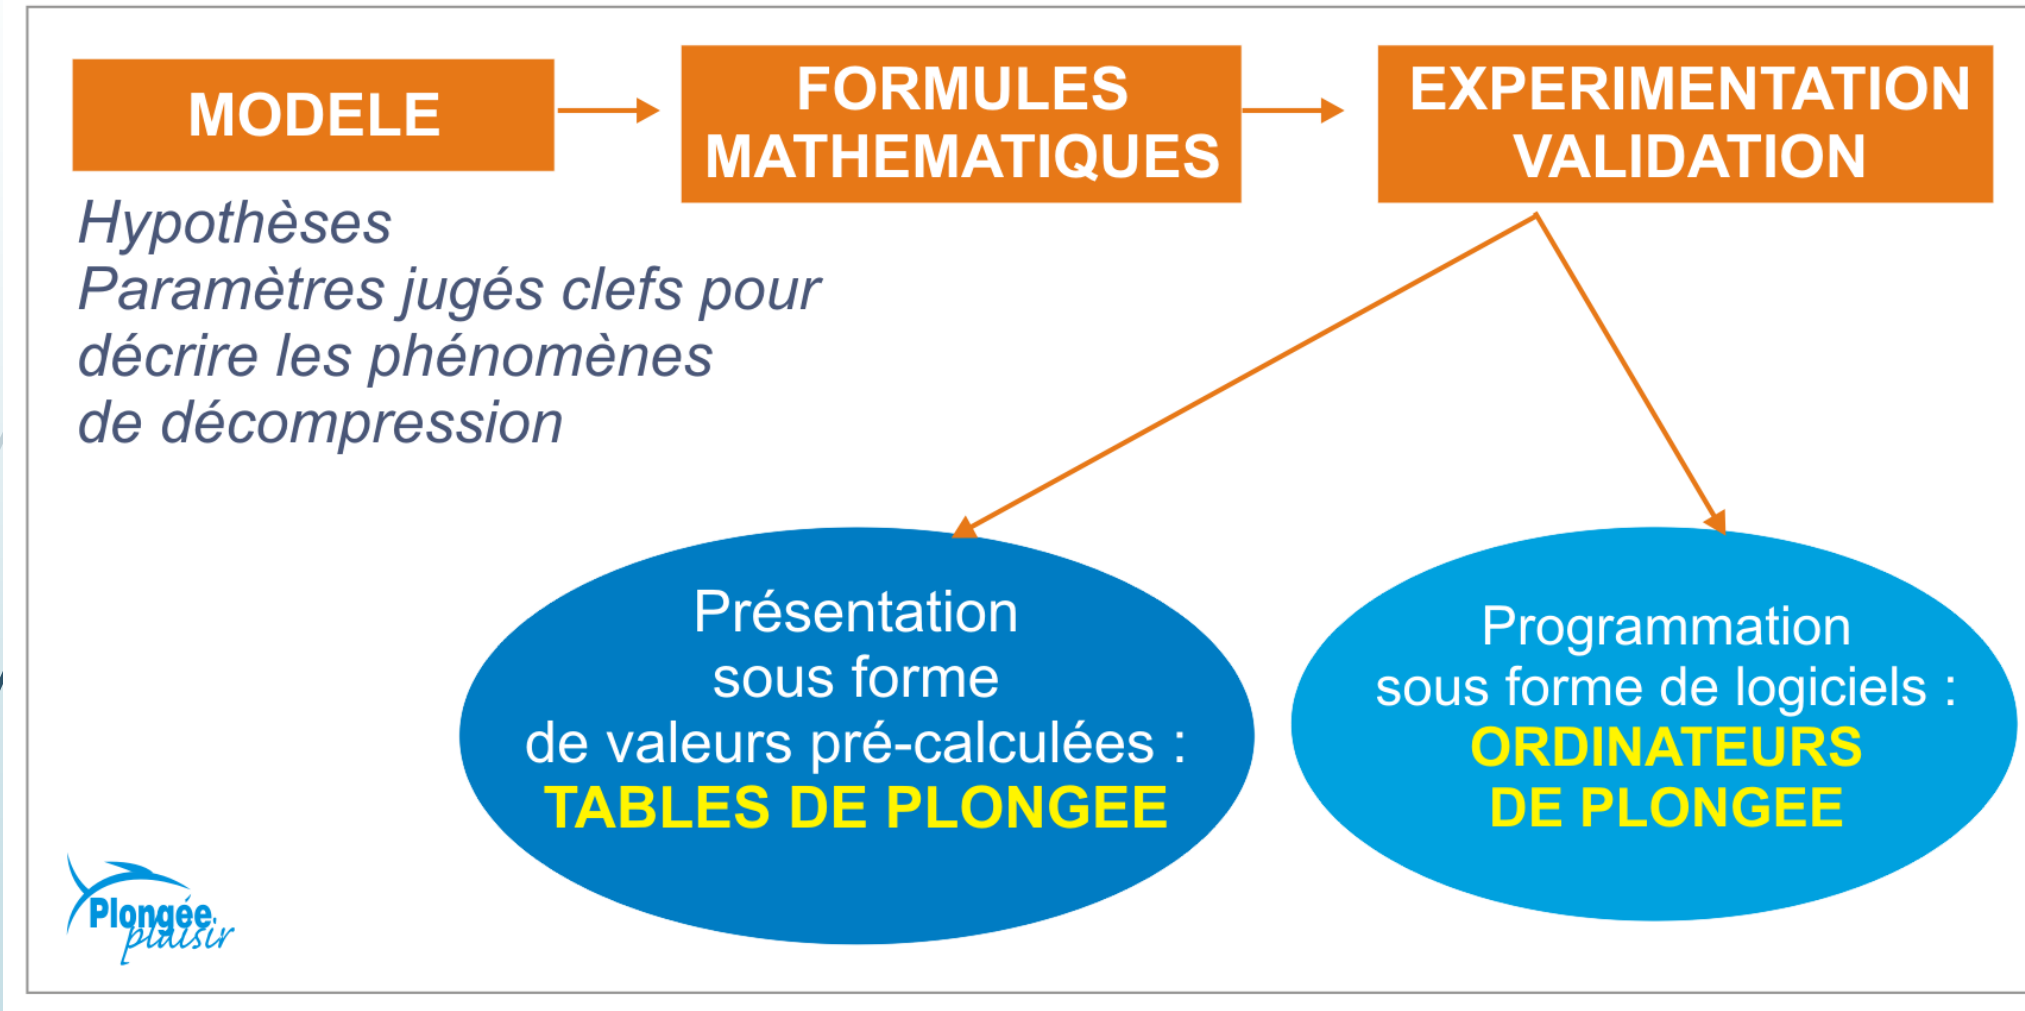 MODELE
FORMULES
MATHEMATIQUES
EXPERIMENTATION
VALIDATION
Hypothèses
Paramètres jugés clefs pour
décrire les phénomènes
de décompression
Présentation
sous forme
de valeurs pré-calculées :
TABLES DE PLONGEE
Programmation
sous forme de logiciels :
ORDINATEURS
DE PLONGEE
Plongée
plaisir